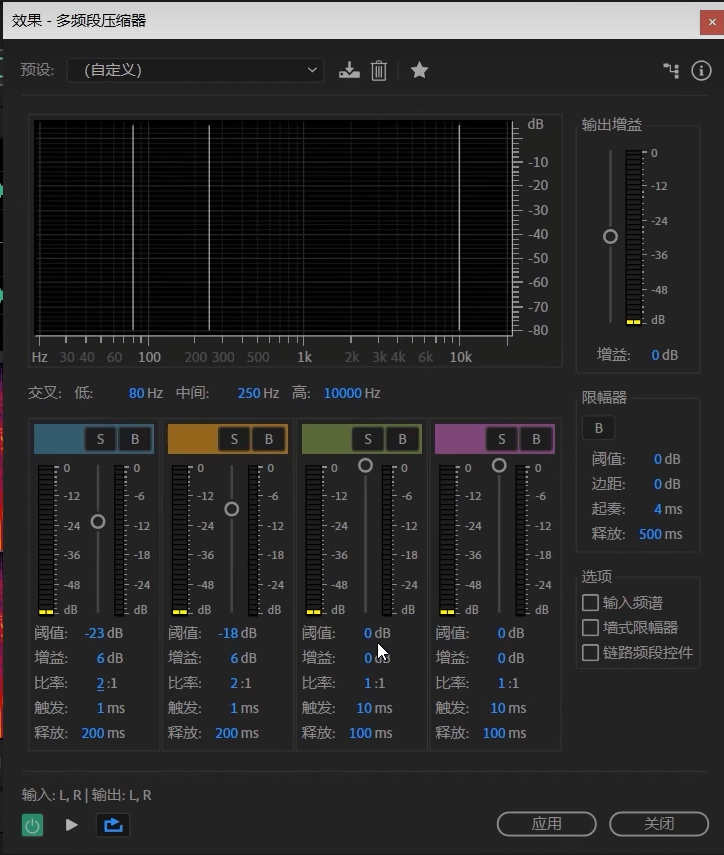 效果 - 多频段压缩器
预设: (自定义)
dB
-10
-20
-30
-40
-50
-60
-70
-80
Hz 30 40 60 100 200 300 500 1k 2k 3k 4k 6k 10k
交叉: 低: 80 Hz 中间: 250 Hz 高: 10000 Hz
S B S B S B S B
0 0 0 0 0 0 0 0
-12 -6 -12 -6 -12 -6 -12 -6
-24 -12 -24 -12 -24 -12 -24 -12
-36 -18 -36 -18 -36 -18 -36 -18
-48 -24 -48 -24 -48 -24 -48 -24
dB dB dB dB dB dB dB dB
阈值: -23 dB 阈值: -18 dB 阈值: 0 dB 阈值: 0 dB
增益: 6 dB 增益: 6 dB 增益: 0 dB 增益: 0 dB
比率: 2 :1 比率: 2 :1 比率: 1 :1 比率: 1 :1
触发: 1 ms 触发: 1 ms 触发: 10 ms 触发: 10 ms
释放: 200 ms 释放: 200 ms 释放: 100 ms 释放: 100 ms
输出增益
0
-12
-24
-36
-48
dB
增益: 0 dB
限幅器
B
阈值: 0 dB
边距: 0 dB
起奏: 4 ms
释放: 500 ms
选项
输入频谱
墙式限幅器
链路频段控件
输入: L, R | 输出: L, R
应用 关闭